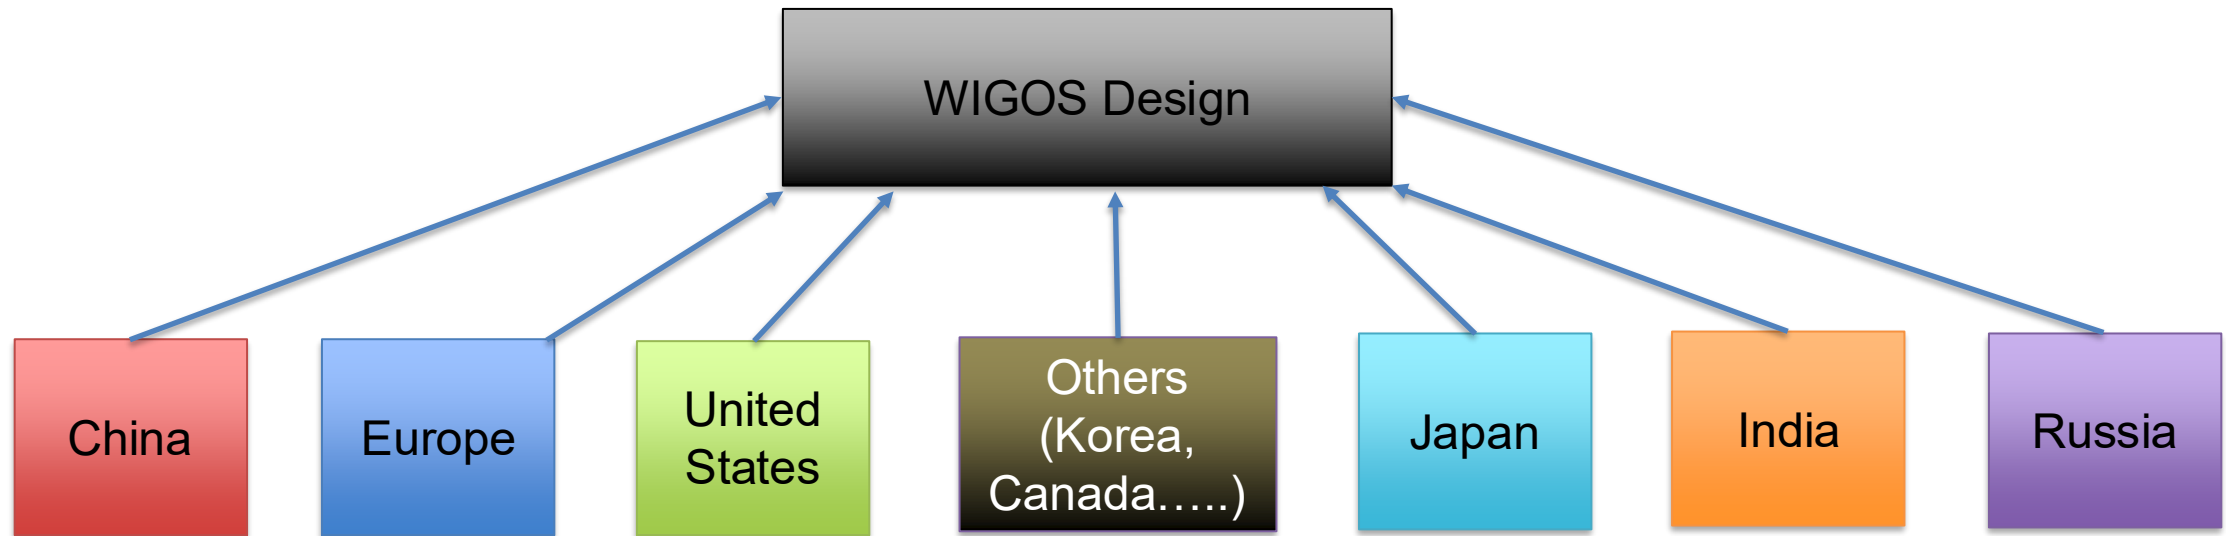 WIGOS Design
China
Europe
United
States
Others
(Korea,
Canada…..)
Japan
India
Russia